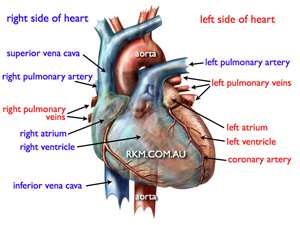 right side of heart
left side of heart
superior vena cava
aorta
left pulmonary artery
right pulmonary artery
left pulmonary veins
right pulmonary
veins
right atrium
left atrium
right ventricle
left ventricle
RKM.COM.AU
coronary artery
inferior vena cava
aorta